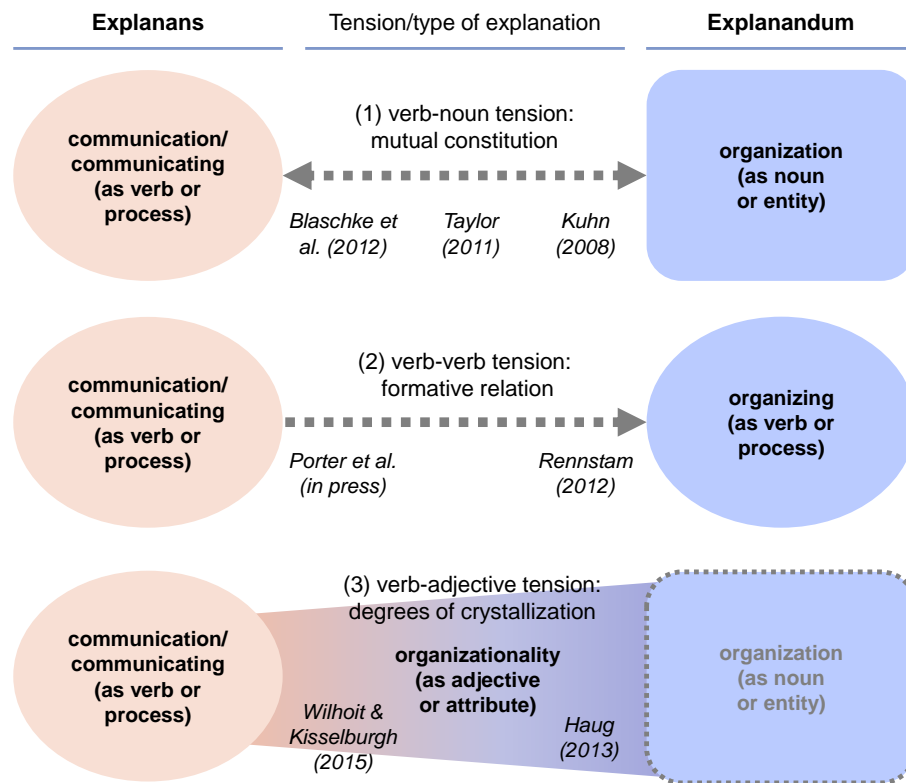 Explanans
Tension/type of explanation
Explanandum
(1) verb-noun tension:
mutual constitution
communication/
communicating
(as verb or
process)
organization
(as noun
or entity)
Blaschke et
al. (2012)
Taylor
(2011)
Kuhn
(2008)
(2) verb-verb tension:
formative relation
communication/
communicating
(as verb or
process)
organizing
(as verb or
process)
Porter et al.
(in press)
Rennstam
(2012)
(3) verb-adjective tension:
degrees of crystallization
communication/
communicating
(as verb or
process)
organizationality
(as adjective
or attribute)
organization
(as noun
or entity)
Wilhoit &
Kisselburgh
(2015)
Haug
(2013)